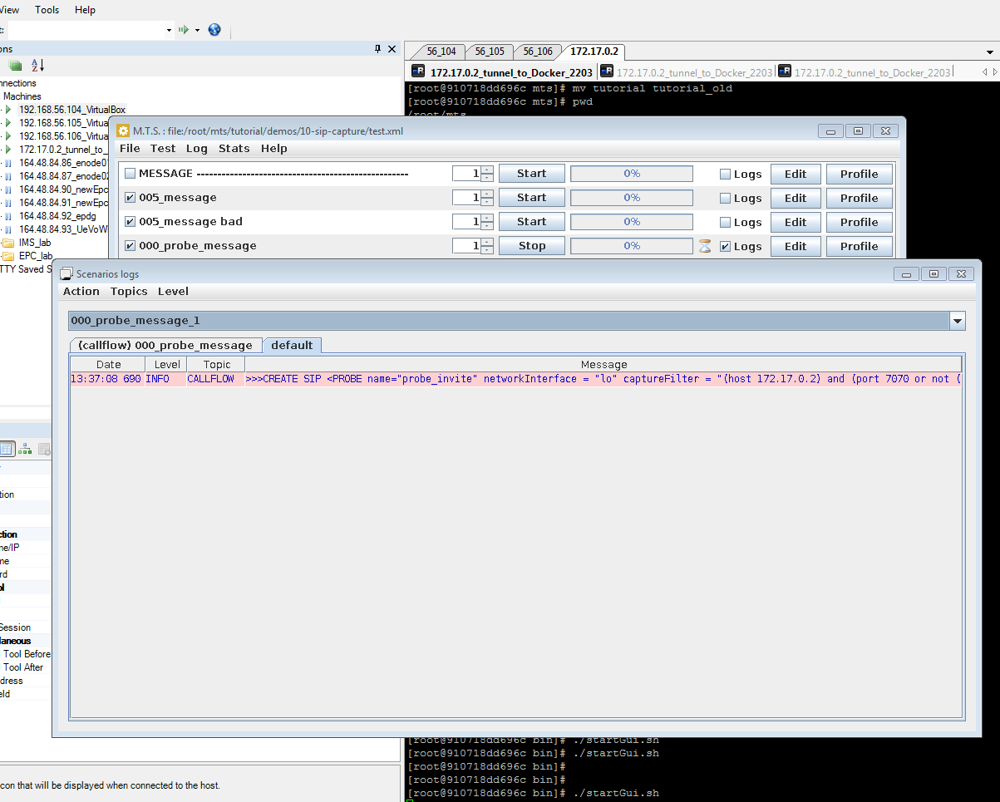 View Tools Help
t:
ons
nnections
Machines
192.168.56.104_VirtualBox
192.168.56.105_Virtua
192.168.56.106_Virtua
172.17.0.2_tunnel_to_
164.48.84.86_enode01
164.48.84.87_enode02
164.48.84.90_newEpc
164.48.84.91_newEpc
164.48.84.92_epdg
164.48.84.93_UeVoW
IMS_lab
EPC_lab
TTY Saved S
56_104 56_105 56_106 172.17.0.2
172.17.0.2_tunnel_to_Docker_2203 172.17.0.2_tunnel_to_Docker_2203 172.17.0.2_tunnel_to_Docker_2203
[root@910718dd696c mts]# mv tutorial tutorial_old
[root@910718dd696c mts]# pwd
/root/mts
M.T.S. : file:/root/mts/tutorial/demos/10-sip-capture/test.xml
File Test Log Stats Help
MESSAGE -------------------------------------------------- 1 Start 0% Logs Edit Profile
005_message 1 Start 0% Logs Edit Profile
005_message bad 1 Start 0% Logs Edit Profile
000_probe_message 1 Stop 0% Logs Edit Profile
Scenarios logs
Action Topics Level
000_probe_message_1
(callflow) 000_probe_message default
Date Level Topic Message
13:37:08 690 INFO CALLFLOW >>>CREATE SIP <PROBE name="probe_invite" networkInterface = "lo" captureFilter = "(host 172.17.0.2) and (port 7070 or not (
tion
ction
me/IP
me
rd
ol
Session
laneous
Tool Before
Tool After
dress
eld
con that will be displayed when connected to the host.
[root@910718dd696c bin]# ./startGui.sh
[root@910718dd696c bin]# ./startGui.sh
[root@910718dd696c bin]#
[root@910718dd696c bin]#
[root@910718dd696c bin]# ./startGui.sh